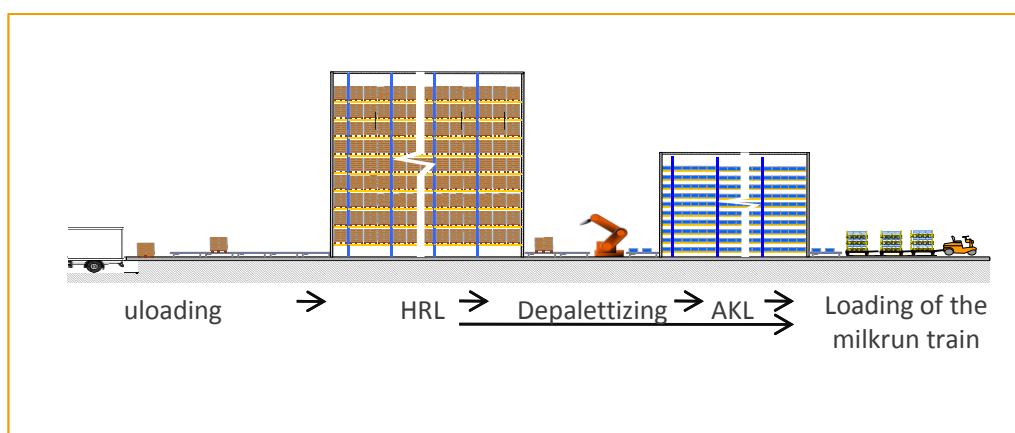 uloading
HRL
Depalettizing
AKL
Loading of the
milkrun train